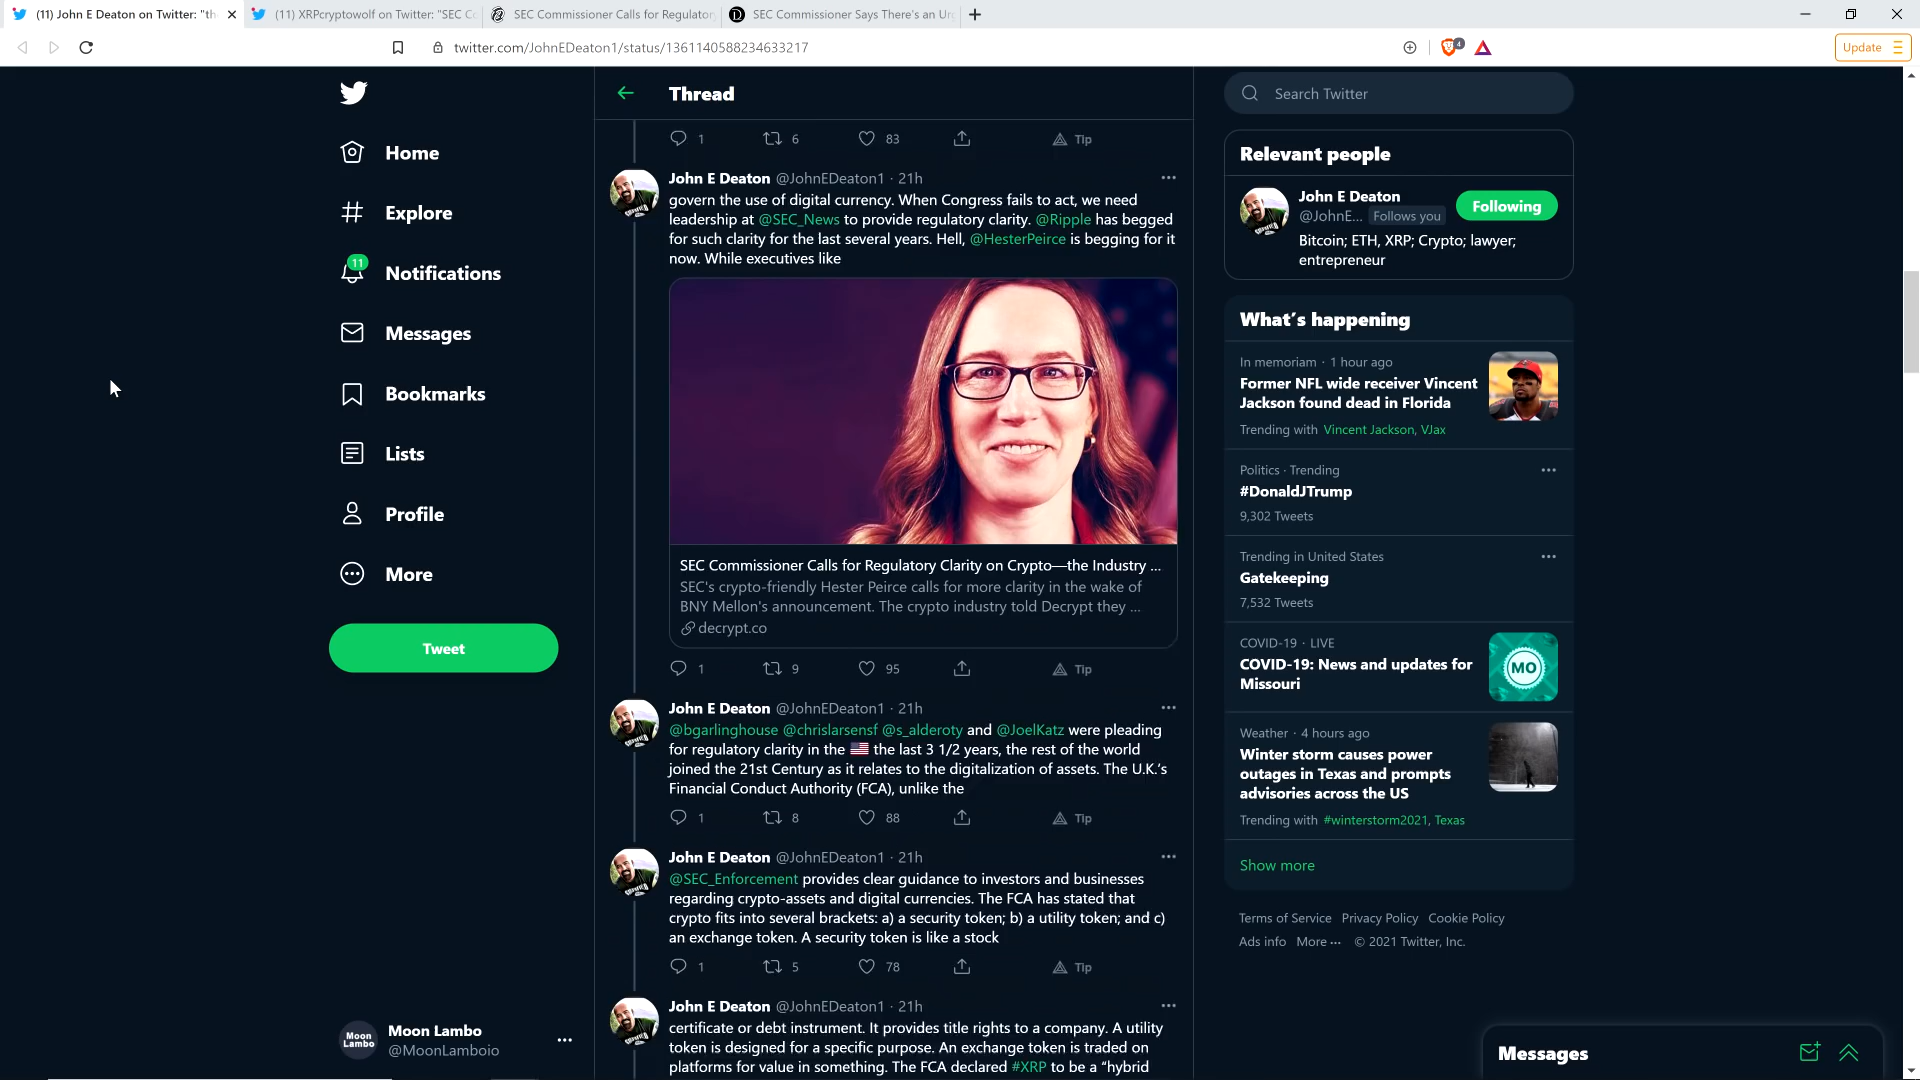 (11) John E Deaton on Twitter: "th
(11) XRPcryptowolf on Twitter: "SEC C
SEC Commissioner Calls for Regulatory
SEC Commissioner Says There's an Ur
twitter.com/JohnEDeaton1/status/1361140588234633217
4
Update
Home
Explore
11
Notifications
Messages
Bookmarks
Lists
Profile
More
Tweet
Moon Lambo
Moon Lambo
@MoonLamboio
Thread
1 6 83 Tip
John E Deaton @JohnEDeaton1 · 21h
govern the use of digital currency. When Congress fails to act, we need
leadership at @SEC_News to provide regulatory clarity. @Ripple has begged
for such clarity for the last several years. Hell, @HesterPeirce is begging for it
now. While executives like
SEC Commissioner Calls for Regulatory Clarity on Crypto—the Industry ...
SEC's crypto-friendly Hester Peirce calls for more clarity in the wake of
BNY Mellon's announcement. The crypto industry told Decrypt they ...
decrypt.co
1 9 95 Tip
John E Deaton @JohnEDeaton1 · 21h
@bgarlinghouse @chrislarsensf @s_alderoty and @JoelKatz were pleading
for regulatory clarity in the 🇺🇸 the last 3 1/2 years, the rest of the world
joined the 21st Century as it relates to the digitalization of assets. The U.K.'s
Financial Conduct Authority (FCA), unlike the
1 8 88 Tip
John E Deaton @JohnEDeaton1 · 21h
@SEC_Enforcement provides clear guidance to investors and businesses
regarding crypto-assets and digital currencies. The FCA has stated that
crypto fits into several brackets: a) a security token; b) a utility token; and c)
an exchange token. A security token is like a stock
1 5 78 Tip
John E Deaton @JohnEDeaton1 · 21h
certificate or debt instrument. It provides title rights to a company. A utility
token is designed for a specific purpose. An exchange token is traded on
platforms for value in something. The FCA declared #XRP to be a “hybrid
Search Twitter
Relevant people
John E Deaton
@JohnE... Follows you
Following
Bitcoin; ETH, XRP; Crypto; lawyer;
entrepreneur
What's happening
In memoriam · 1 hour ago
Former NFL wide receiver Vincent
Jackson found dead in Florida
Trending with Vincent Jackson, VJax
Politics · Trending
#DonaldJTrump
9,302 Tweets
Trending in United States
Gatekeeping
7,532 Tweets
COVID-19 · LIVE
COVID-19: News and updates for
Missouri
MO
Weather · 4 hours ago
Winter storm causes power
outages in Texas and prompts
advisories across the US
Trending with #winterstorm2021, Texas
Show more
Terms of Service Privacy Policy Cookie Policy
Ads info More ··· © 2021 Twitter, Inc.
Messages